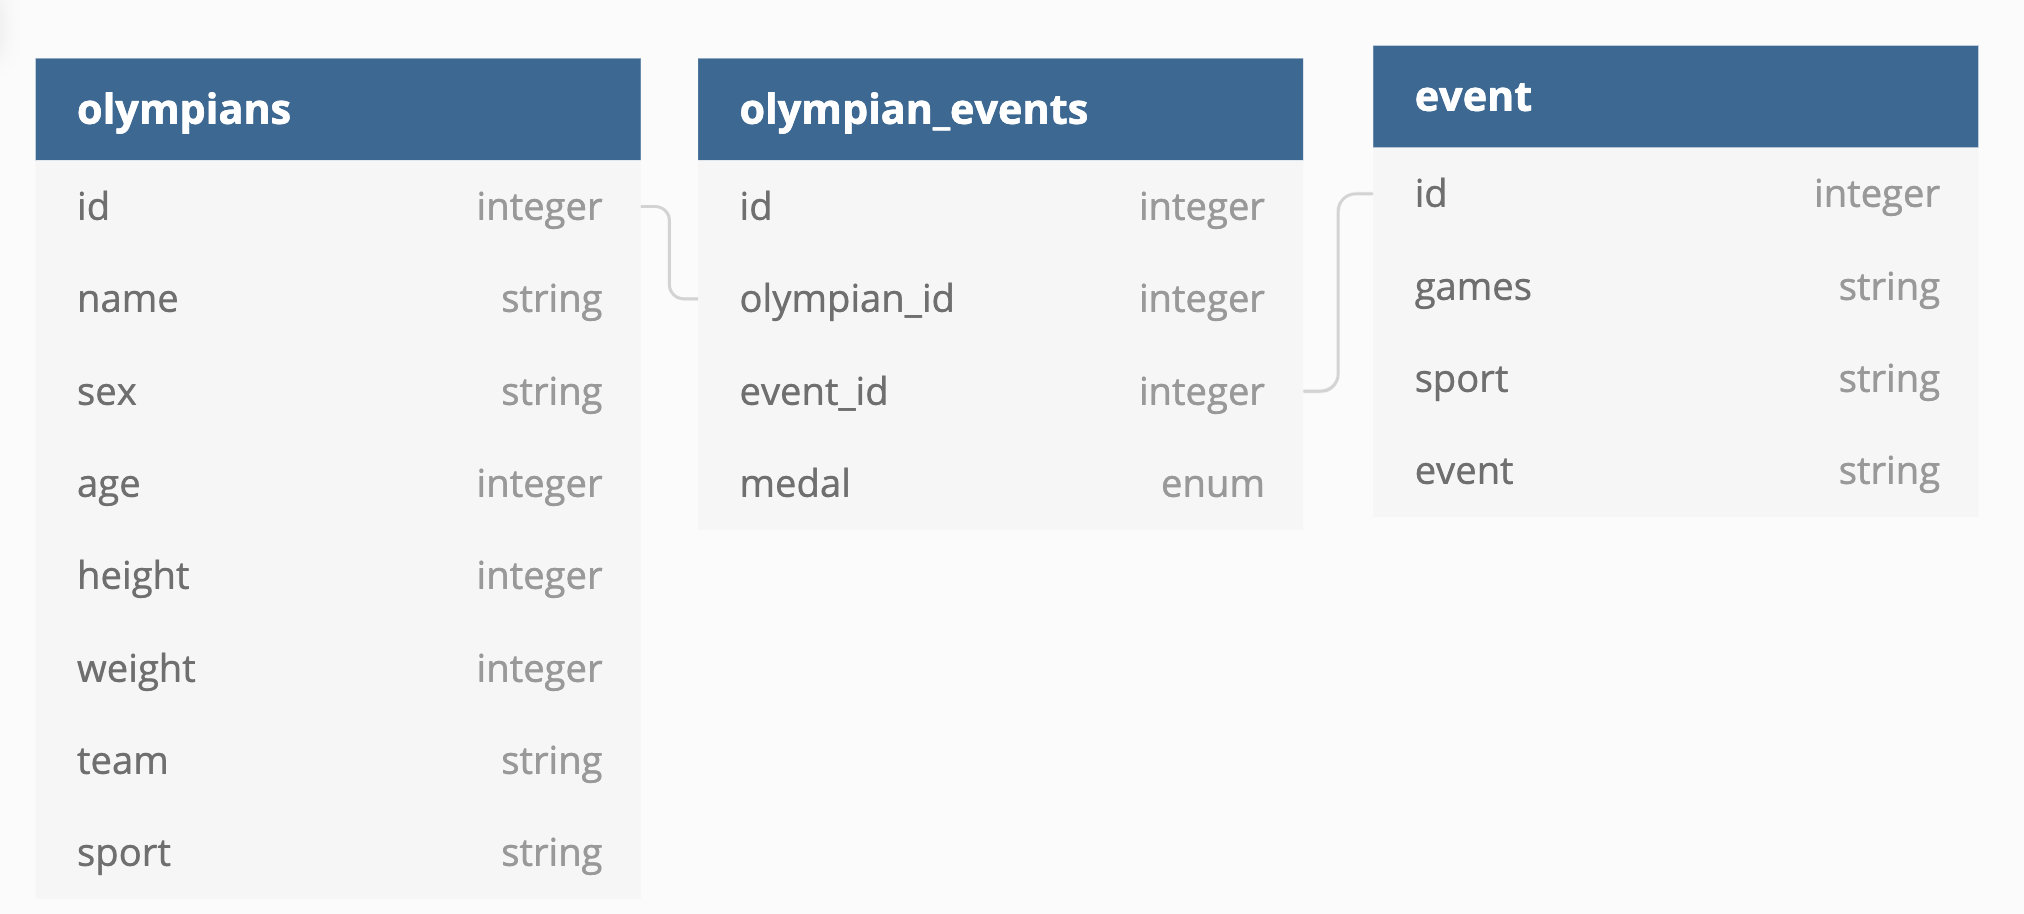 olympians
id integer
name string
sex string
age integer
height integer
weight integer
team string
sport string
olympian_events
id integer
olympian_id integer
event_id integer
medal enum
event
id integer
games string
sport string
event string